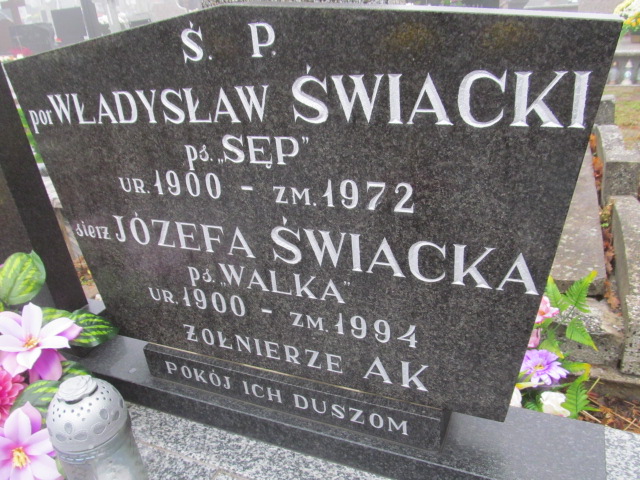 Ś. P.
por WŁADYSŁAW ŚWIACKI
ps. „SĘP”
UR. 1900 - ZM. 1972
sierz JÓZEFA ŚWIACKA
ps. „WALKA”
UR. 1900 - ZM. 1994
ŻOŁNIERZE AK
POKÓJ ICH DUSZOM